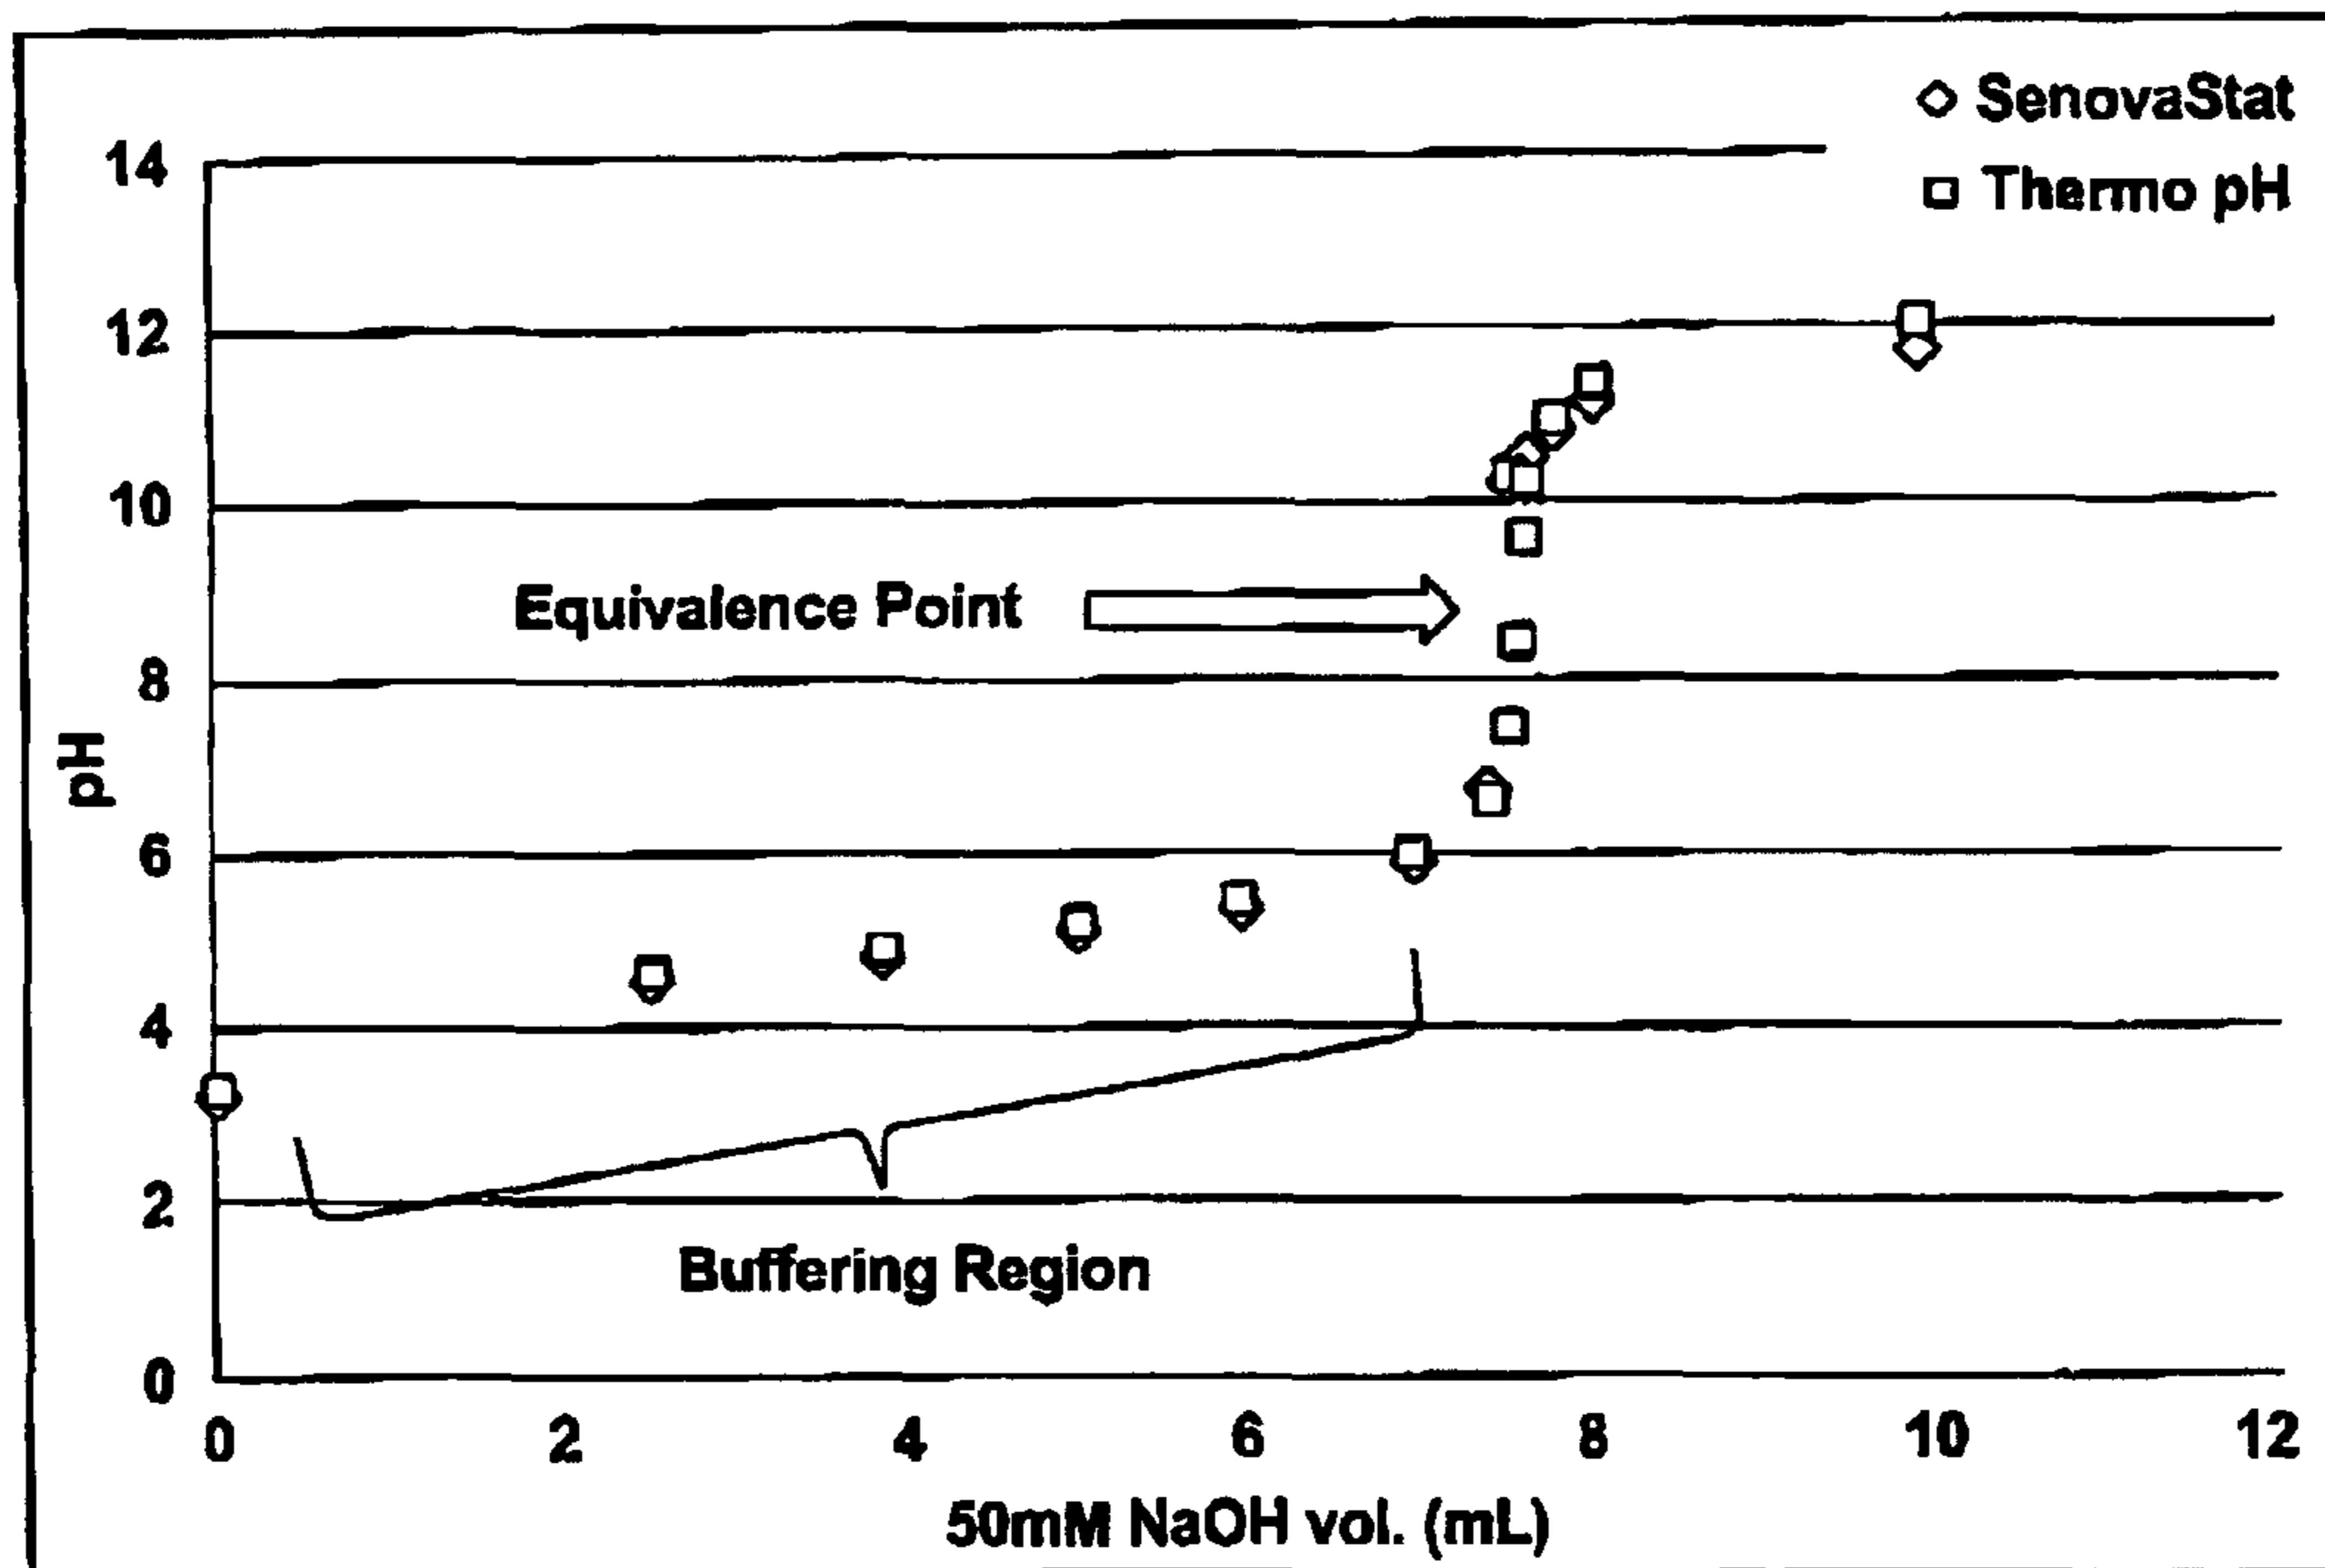 SenovaStat
Thermo pH
14
12
10
Equivalence Point
8
pH
6
4
2
Buffering Region
0
0 2 4 6 8 10 12
50mM NaOH vol. (mL)